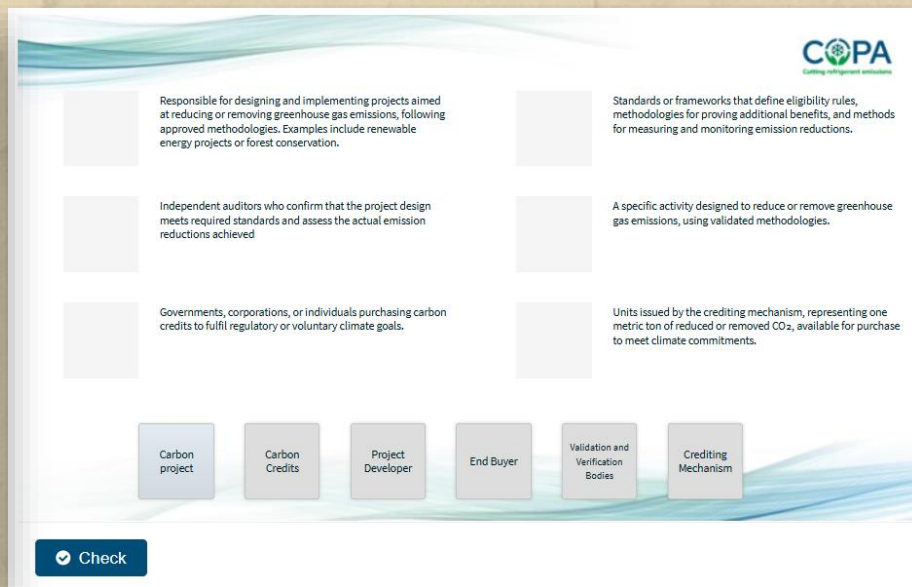 COPA
Cutting refrigerant emissions
Responsible for designing and implementing projects aimed
at reducing or removing greenhouse gas emissions, following
approved methodologies. Examples include renewable
energy projects or forest conservation.
Standards or frameworks that define eligibility rules,
methodologies for proving additional benefits, and methods
for measuring and monitoring emission reductions.
Independent auditors who confirm that the project design
meets required standards and assess the actual emission
reductions achieved
A specific activity designed to reduce or remove greenhouse
gas emissions, using validated methodologies.
Governments, corporations, or individuals purchasing carbon
credits to fulfil regulatory or voluntary climate goals.
Units issued by the crediting mechanism, representing one
metric ton of reduced or removed CO₂, available for purchase
to meet climate commitments.
Carbon
project
Carbon
Credits
Project
Developer
End Buyer
Validation and
Verification
Bodies
Crediting
Mechanism
Check